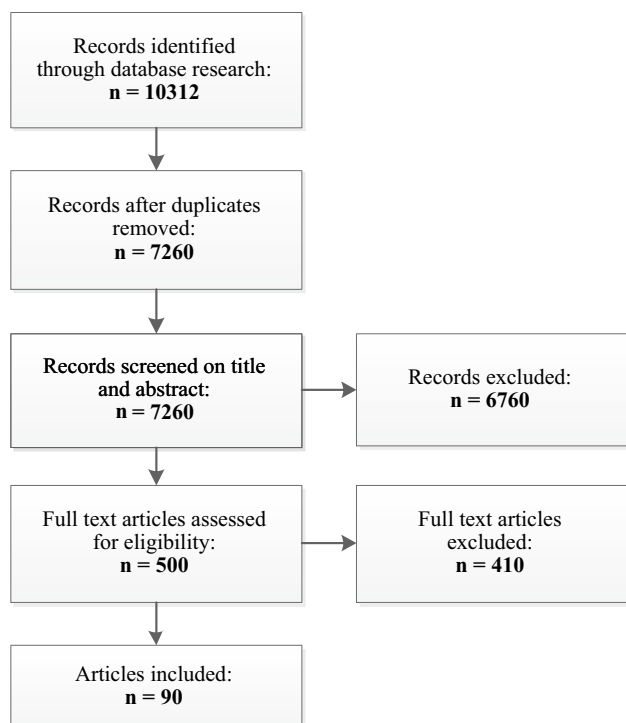 Records identified
through database research:
n = 10312
Records after duplicates
removed:
n = 7260
Records screened on title
and abstract:
n = 7260
Records excluded:
n = 6760
Full text articles assessed
for eligibility:
n = 500
Full text articles
excluded:
n = 410
Articles included:
n = 90